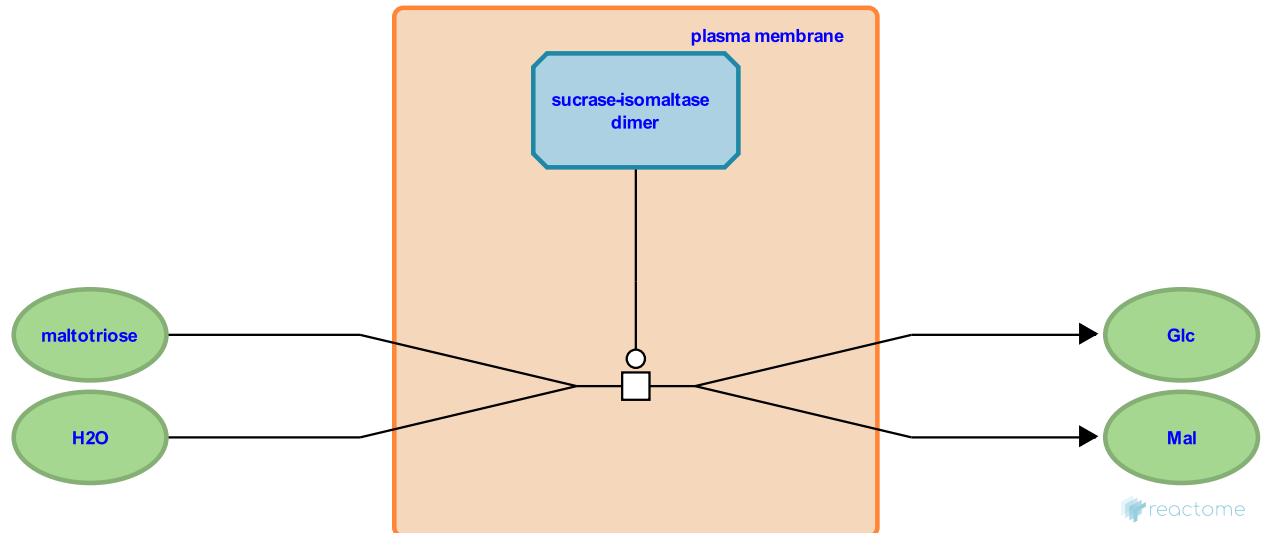 plasma membrane
sucrase-isomaltase
dimer
maltotriose
Glc
H2O
Mal
reactome